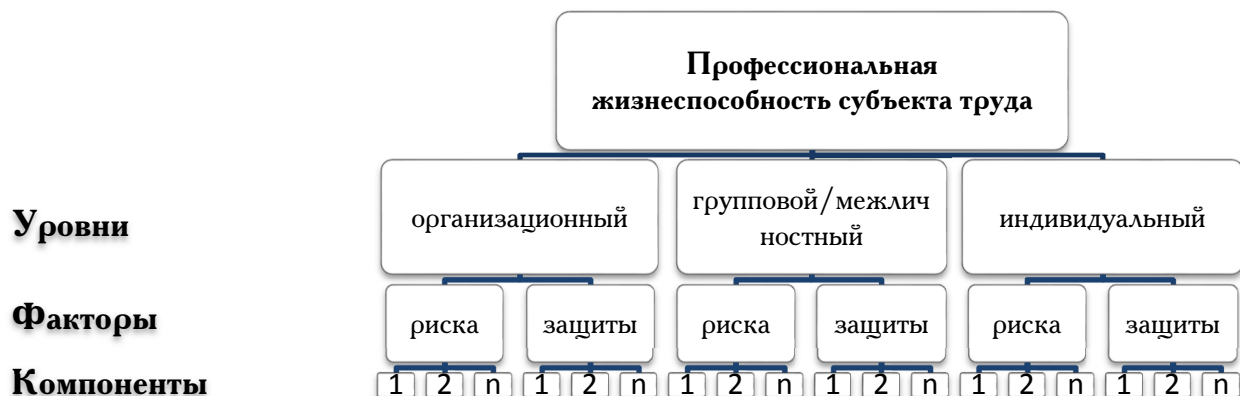 Профессиональная
жизнеспособность субъекта труда
Уровни
организационный
групповой/межлич
ностный
индивидуальный
Факторы
риска
защиты
риска
защиты
риска
защиты
Компоненты
1 2 n 1 2 n 1 2 n 1 2 n 1 2 n 1 2 n